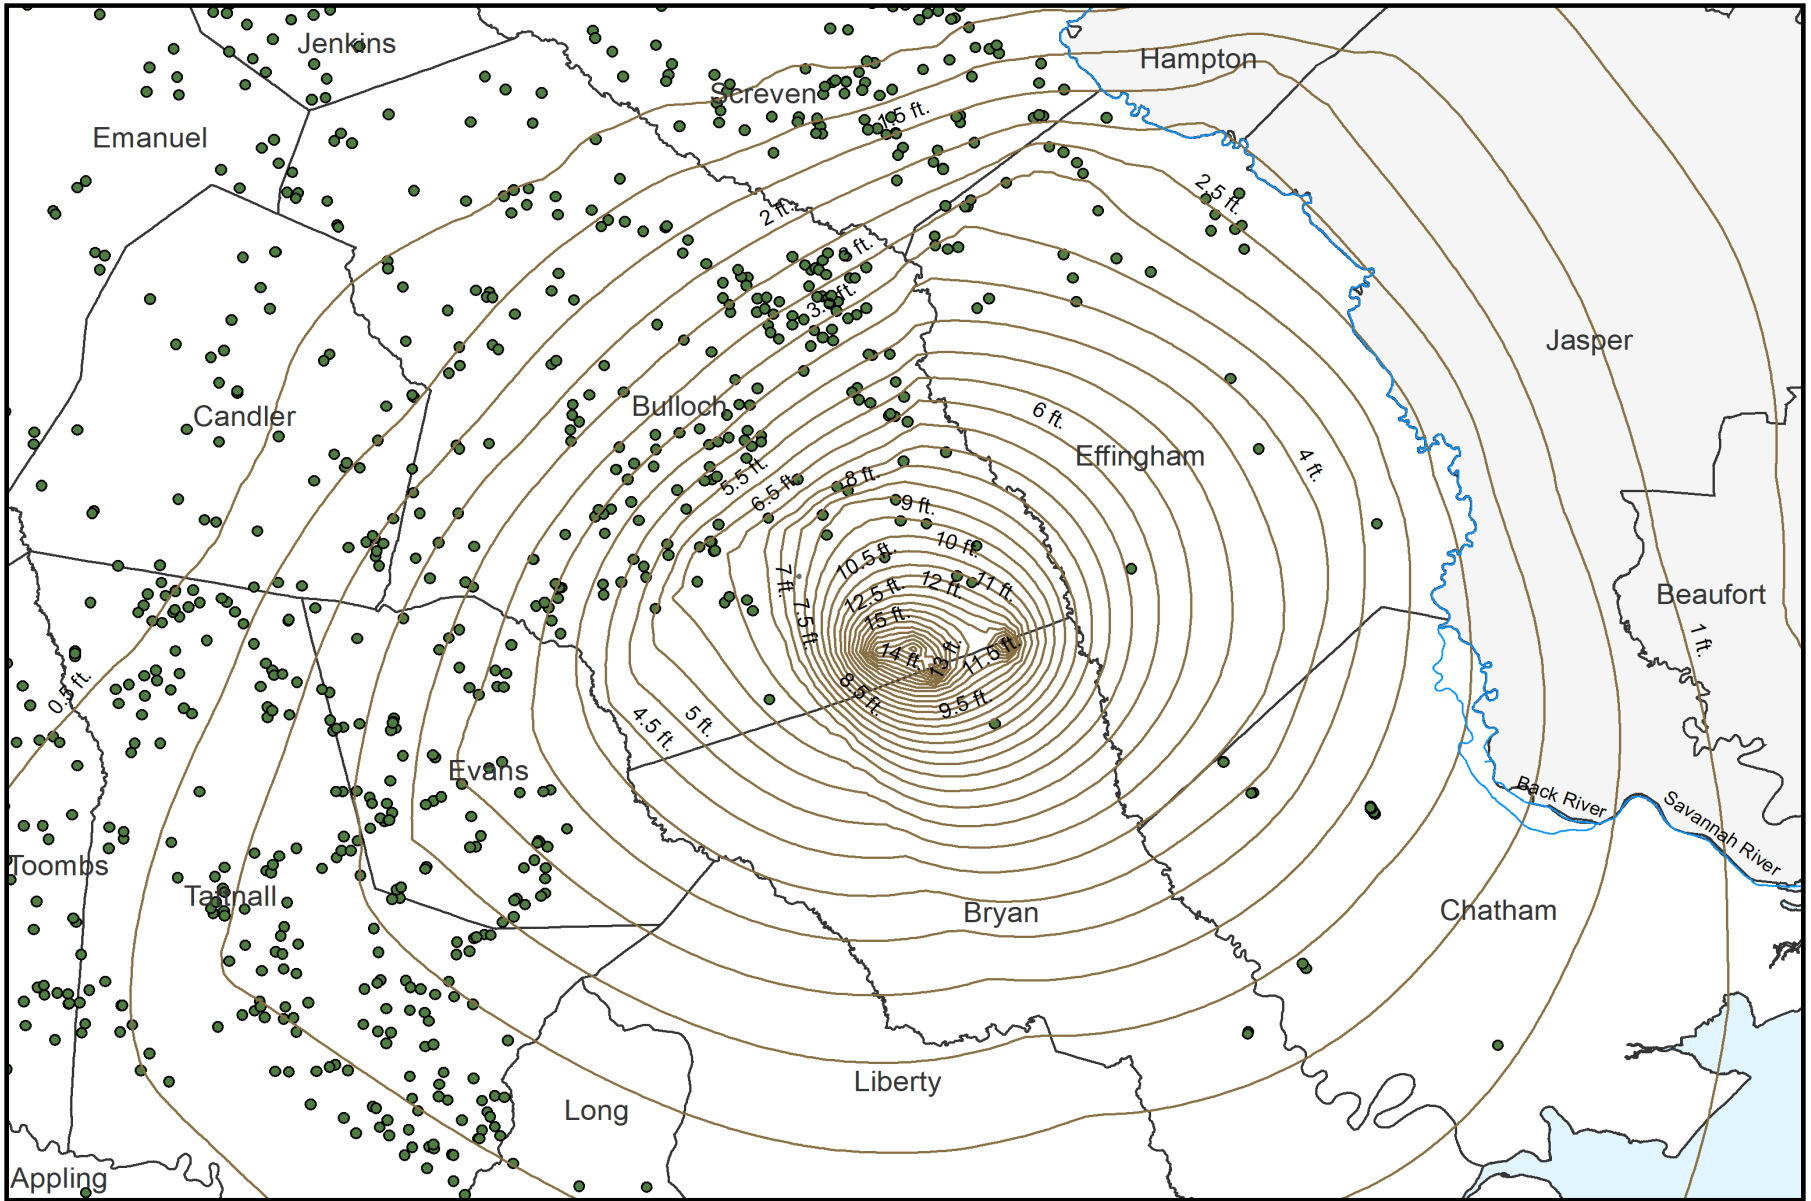 Jenkins
Hampton
Screven
1.5 ft.
Emanuel
2.5 ft.
2 ft.
3 ft.
Jasper
Candler
Bulloch
6 ft.
Effingham
4 ft.
5.5 ft.
6.5 ft.
8 ft.
9 ft.
10 ft.
10.5 ft.
7 ft.
12 ft.
11 ft.
12.5 ft.
Beaufort
7.5 ft.
15 ft.
1 ft.
14 ft.
13 ft.
11.5 ft.
0.5 ft.
8.5 ft.
9.5 ft.
4.5 ft.
5 ft.
Evans
Back River
Savannah River
Toombs
Tattnall
Bryan
Chatham
Liberty
Long
Appling